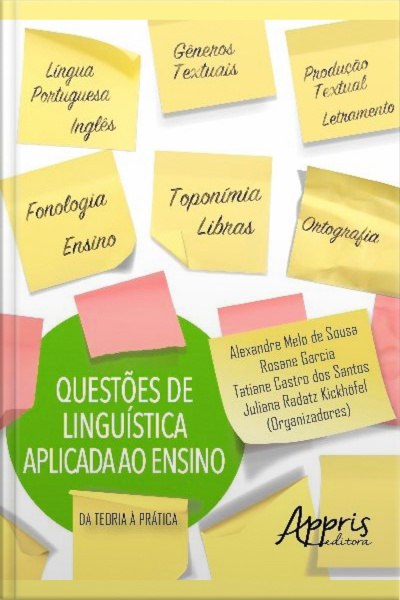 Língua
Portuguesa
Inglês
Gêneros
Textuais
Produção
Textual
Letramento
Fonologia
Ensino
Toponímia
Libras
Ortografia
Alexandre Melo de Sousa
Rosane Garcia
Tatiane Castro dos Santos
Juliana Radatz Kickhöfel
(Organizadores)
QUESTÕES DE
LINGUÍSTICA
APLICADA AO ENSINO
DA TEORIA À PRÁTICA
Appris
editora